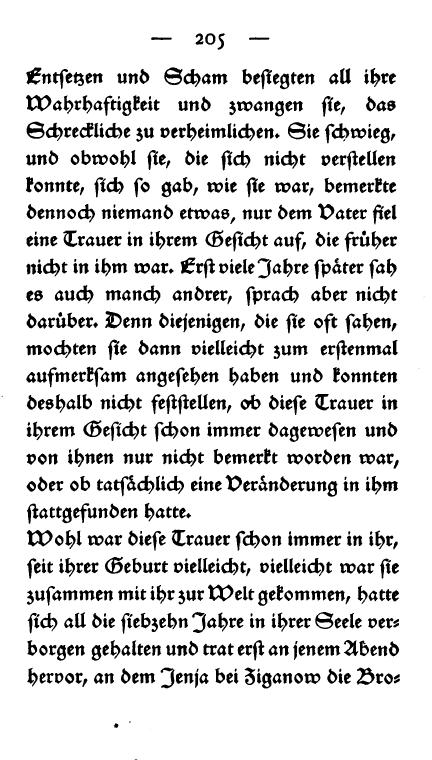 — 205 —
Entsetzen und Scham besiegten all ihre
Wahrhaftigkeit und zwangen sie, das
Schreckliche zu verheimlichen. Sie schwieg,
und obwohl sie, die sich nicht verstellen
konnte, sich so gab, wie sie war, bemerkte
dennoch niemand etwas, nur dem Vater fiel
eine Trauer in ihrem Gesicht auf, die früher
nicht in ihm war. Erst viele Jahre später sah
es auch manch andrer, sprach aber nicht
darüber. Denn diejenigen, die sie oft sahen,
mochten sie dann vielleicht zum erstenmal
aufmerksam angesehen haben und konnten
deshalb nicht feststellen, ob diese Trauer in
ihrem Gesicht schon immer dagewesen und
von ihnen nur nicht bemerkt worden war,
oder ob tatsächlich eine Veränderung in ihm
stattgefunden hatte.
Wohl war diese Trauer schon immer in ihr,
seit ihrer Geburt vielleicht, vielleicht war sie
zusammen mit ihr zur Welt gekommen, hatte
sich all die siebzehn Jahre in ihrer Seele ver-
borgen gehalten und trat erst an jenem Abend
hervor, an dem Jenja bei Ziganow die Bro-